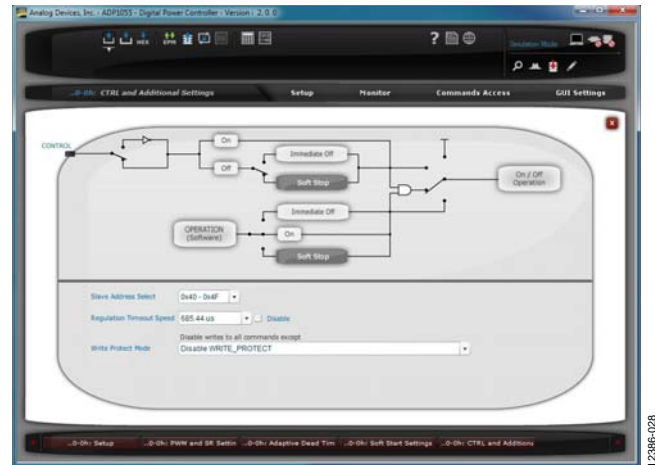 Analog Devices, Inc. - ADP1055 - Digital Power Controller - Version : 2. 0. 0
HEX
EPR
?
Simulation Mode
..0-0h: CTRL and Additional Settings
Setup
Monitor
Commands Access
GUI Settings
CONTROL
On
Off
Immediate Off
Soft Stop
On / Off
Operation
OPERATION
(Software)
Immediate Off
On
Soft Stop
Slave Address Select
0x40 - 0x4F
Regulation Timeout Speed
685.44 us
Disable
Disable writes to all commands except
Write Protect Mode
Disable WRITE_PROTECT
..0-0h: Setup
..0-0h: PWM and SR Settin
..0-0h: Adaptive Dead Tim
..0-0h: Soft Start Settings
..0-0h: CTRL and Additiona
2386-028